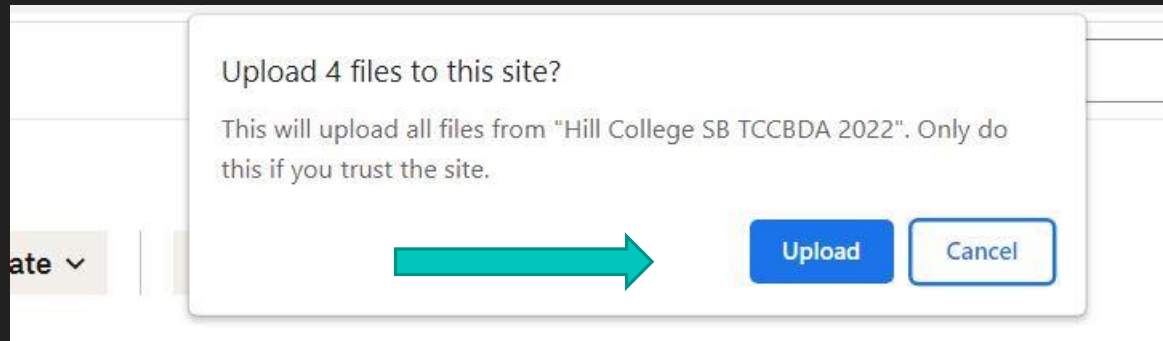 Upload 4 files to this site?
This will upload all files from "Hill College SB TCCBDA 2022". Only do
this if you trust the site.
ate
Upload
Cancel